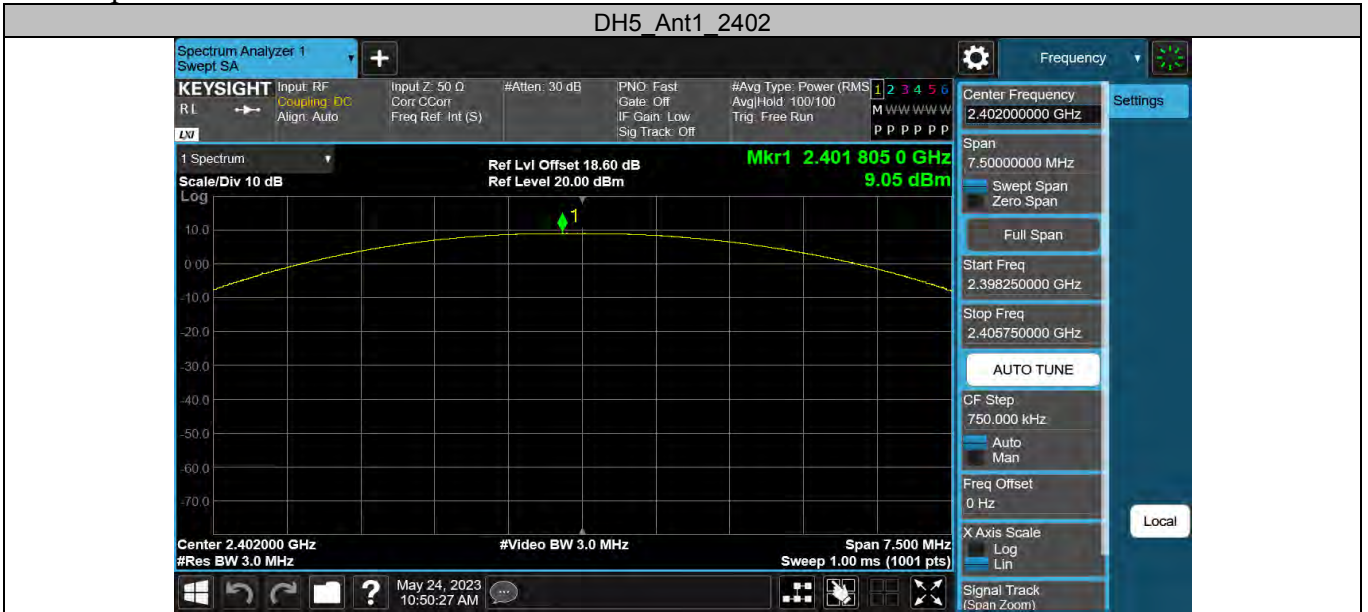 DH5_Ant1_2402
Spectrum Analyzer 1
Swept SA
Frequency
KEYSIGHT
R L
LXI
Input: RF
Coupling: DC
Align: Auto
Input Z: 50 Ω
Corr CCorr
Freq Ref: Int (S)
#Atten: 30 dB
PNO: Fast
Gate: Off
IF Gain: Low
Sig Track: Off
#Avg Type: Power (RMS
Avg|Hold: 100/100
Trig: Free Run
1 2 3 4 5 6
M W W W W W
P P P P P P
1 Spectrum
Scale/Div 10 dB
Ref Lvl Offset 18.60 dB
Ref Level 20.00 dBm
Mkr1 2.401 805 0 GHz
9.05 dBm
Log
1
10.0
0.00
-10.0
-20.0
-30.0
-40.0
-50.0
-60.0
-70.0
Center 2.402000 GHz
#Res BW 3.0 MHz
#Video BW 3.0 MHz
Span 7.500 MHz
Sweep 1.00 ms (1001 pts)
?
May 24, 2023
10:50:27 AM
Center Frequency
2.402000000 GHz
Settings
Span
7.50000000 MHz
Swept Span
Zero Span
Full Span
Start Freq
2.398250000 GHz
Stop Freq
2.405750000 GHz
AUTO TUNE
CF Step
750.000 kHz
Auto
Man
Freq Offset
0 Hz
X Axis Scale
Log
Lin
Local
Signal Track
(Span Zoom)